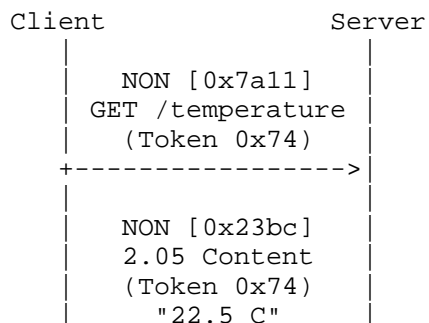 Client Server
NON [0x7a11]
GET /temperature
(Token 0x74)
+----------------->|
NON [0x23bc]
2.05 Content
(Token 0x74)
"22.5 C"